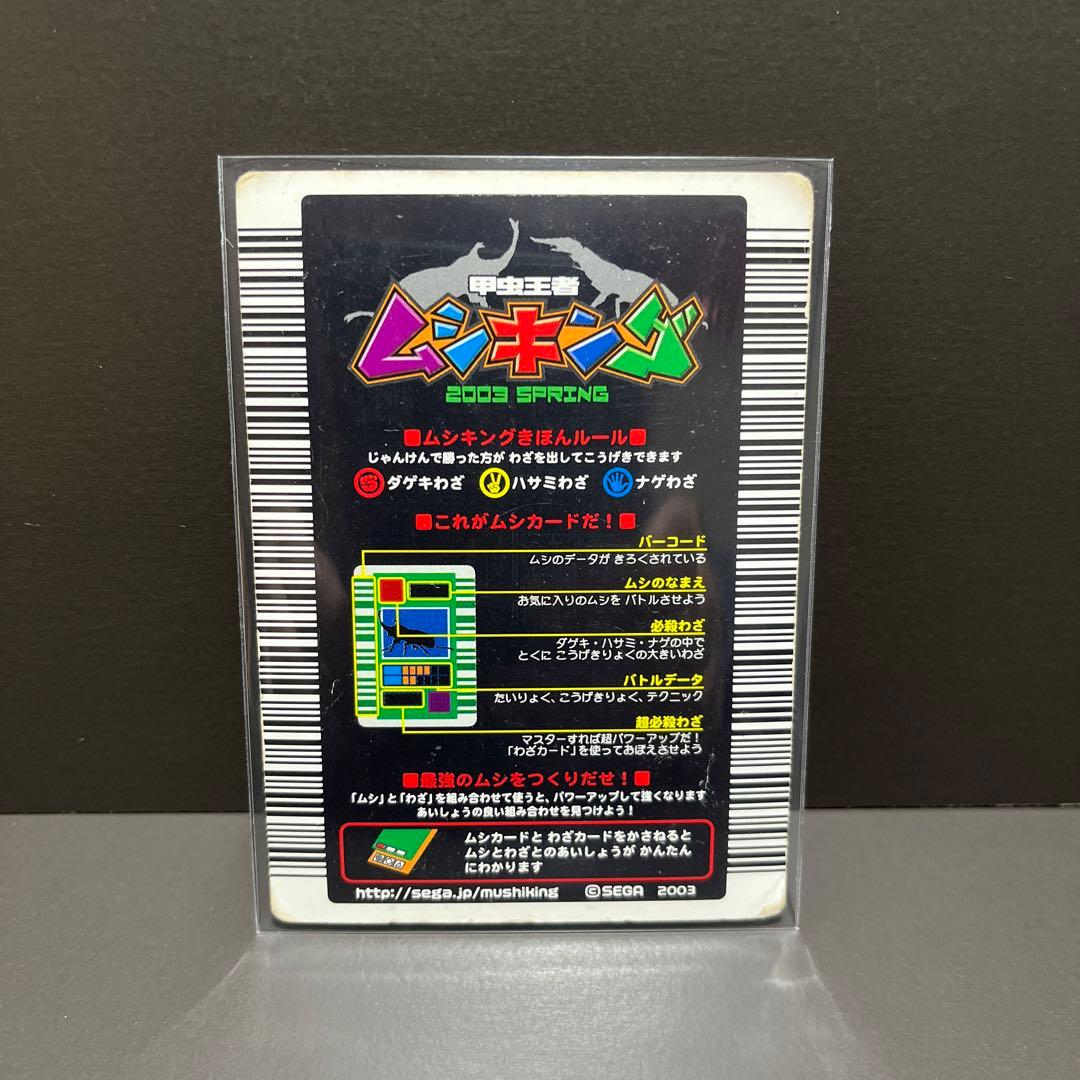 甲虫王者
ムシキング
2003 SPRING
■ムシキングきほんルール■
じゃんけんで勝った方が わざを出してこうげきできます
ダゲキわざ ハサミわざ ナゲわざ
■これがムシカードだ！■
バーコード
ムシのデータが きろくされている
ムシのなまえ
お気に入りのムシを バトルさせよう
必殺わざ
ダゲキ・ハサミ・ナゲの中で
とくに こうげきりょくの大きいわざ
バトルデータ
たいりょく、こうげきりょく、テクニック
超必殺わざ
マスターすれば超パワーアップだ！
「わざカード」を使っておぼえさせよう
■最強のムシをつくりだせ！■
「ムシ」と「わざ」を組み合わせて使うと、パワーアップして強くなります
あいしょうの良い組み合わせを見つけよう！
ムシカードと わざカードをかさねると
ムシとわざとのあいしょうが かんたん
にわかります
http://sega.jp/mushiking ©SEGA 2003